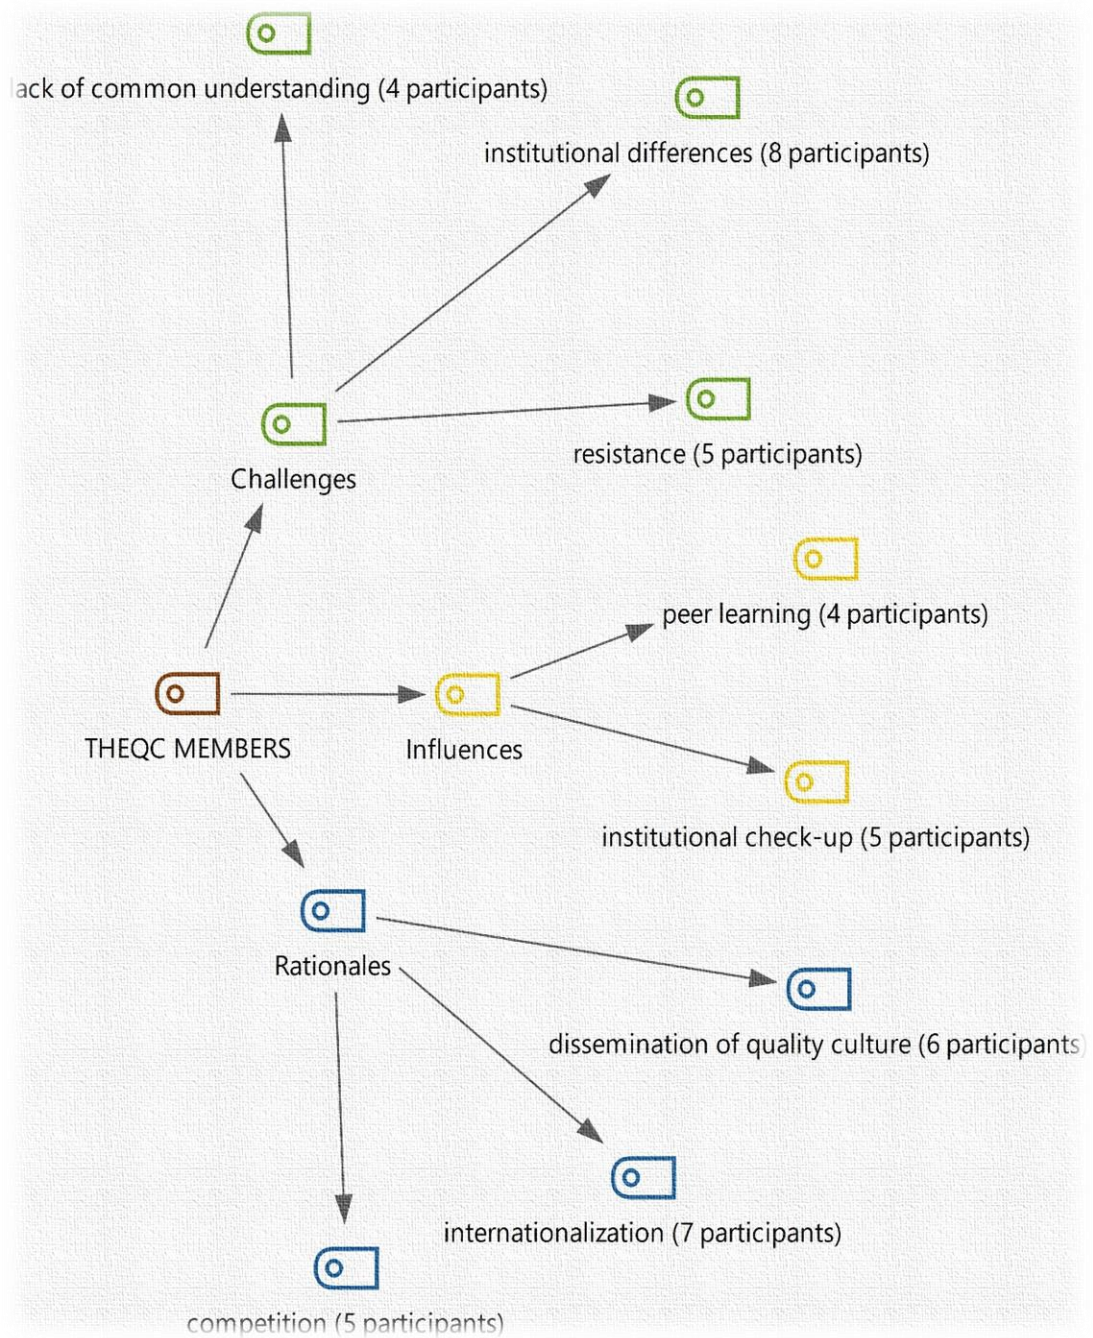 lack of common understanding (4 participants)
institutional differences (8 participants)
resistance (5 participants)
Challenges
peer learning (4 participants)
THEQC MEMBERS
Influences
institutional check-up (5 participants)
Rationales
dissemination of quality culture (6 participants)
internationalization (7 participants)
competition (5 participants)